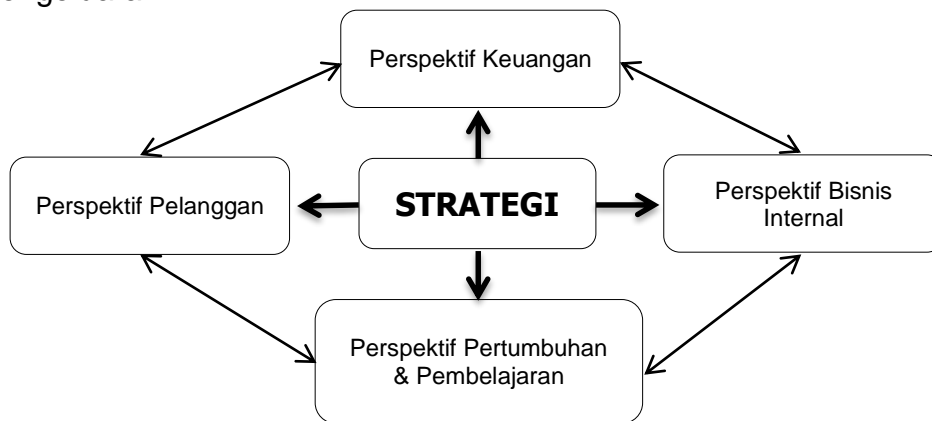 Perspektif Keuangan
Perspektif Pelanggan
STRATEGI
Perspektif Bisnis
Internal
Perspektif Pertumbuhan
& Pembelajaran